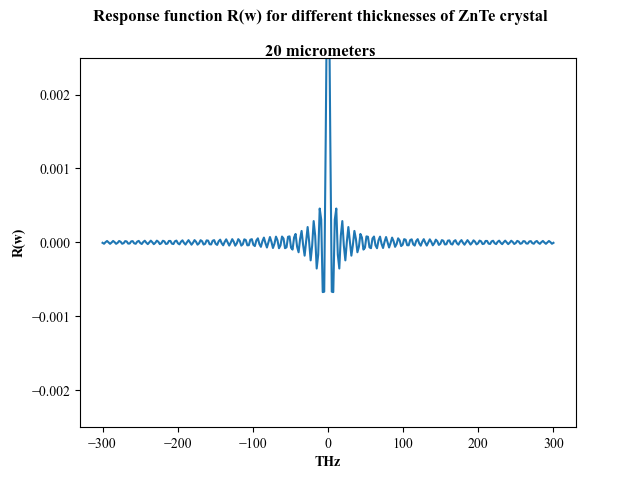 Response function R(w) for different thicknesses of ZnTe crystal
20 micrometers
0.002
0.001
0.000
−0.001
−0.002
R(w)
−300 −200 −100 0 100 200 300
THz